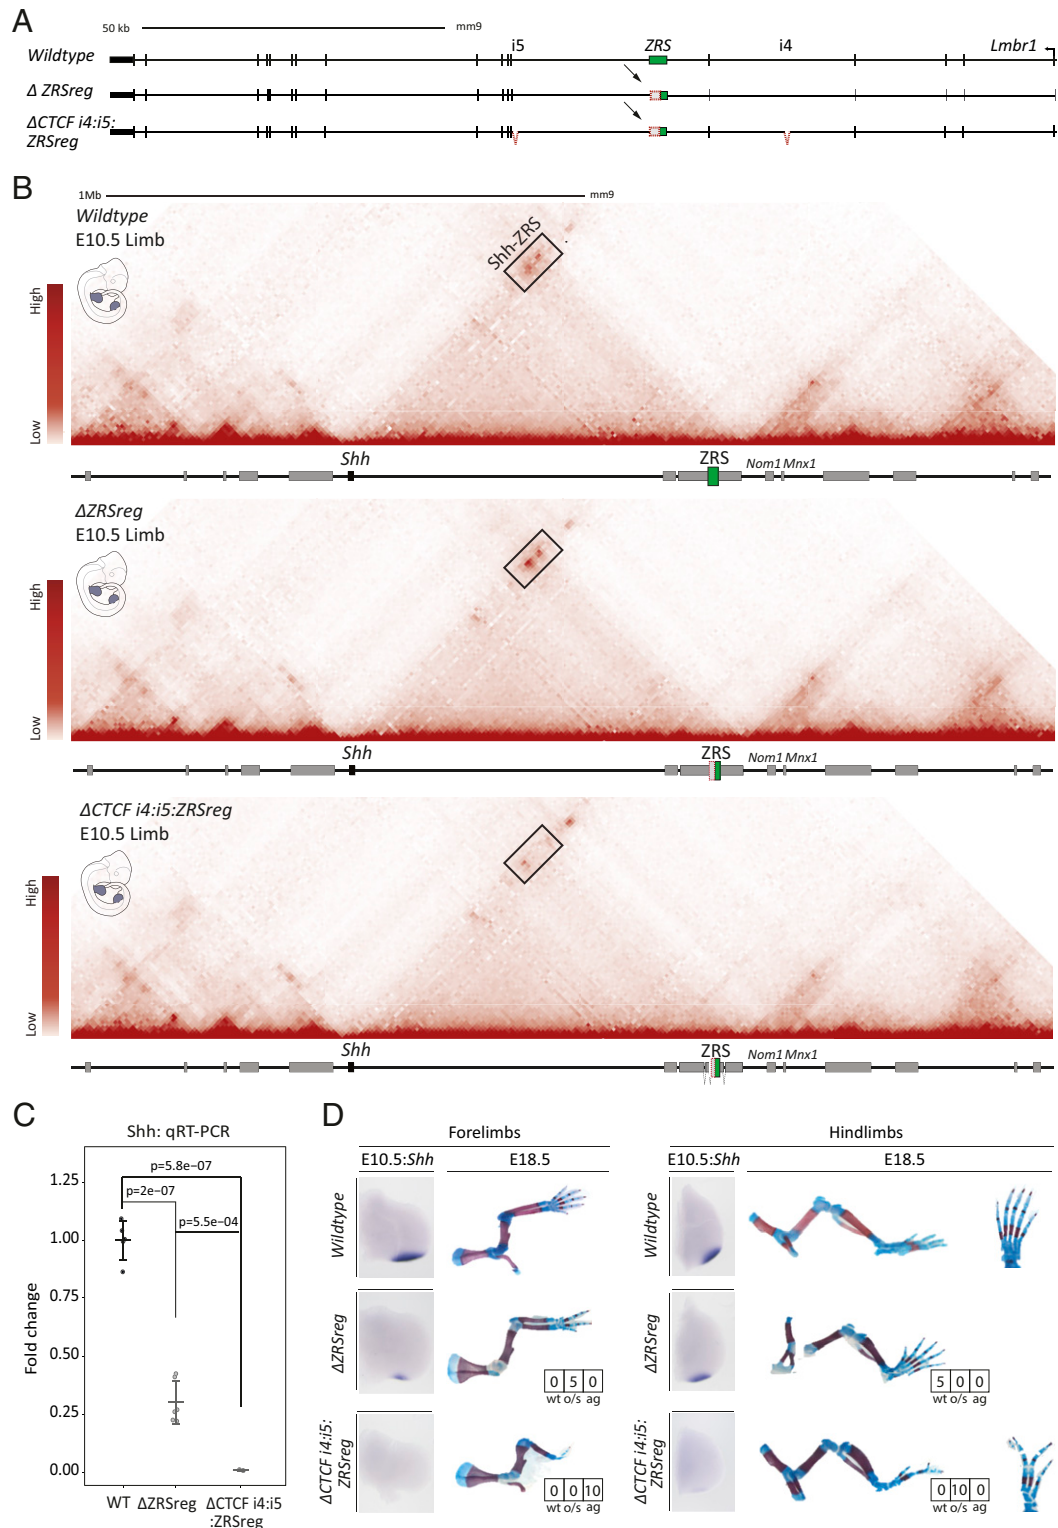 A
50 kb mm9
i5 ZRS i4 Lmbr1
Wildtype
Δ ZRSreg
ΔCTCF i4:i5:
ZRSreg
B
1Mb mm9
Wildtype
E10.5 Limb
Shh-ZRS
High
Low
Shh ZRS Nom1 Mnx1
ΔZRSreg
E10.5 Limb
High
Low
Shh ZRS Nom1 Mnx1
ΔCTCF i4:i5:ZRSreg
E10.5 Limb
High
Low
Shh ZRS Nom1 Mnx1
C
Shh: qRT-PCR
p=5.8e−07
p=2e−07
p=5.5e−04
Fold change
1.25
1.00
0.75
0.50
0.25
0.00
WT ΔZRSreg ΔCTCF i4:i5
:ZRSreg
D
Forelimbs Hindlimbs
E10.5:Shh E18.5 E10.5:Shh E18.5
Wildtype Wildtype
ΔZRSreg ΔZRSreg
0 5 0 5 0 0
wt o/s ag wt o/s ag
ΔCTCF i4:i5: ΔCTCF i4:i5:
ZRSreg ZRSreg
0 0 10 0 10 0
wt o/s ag wt o/s ag